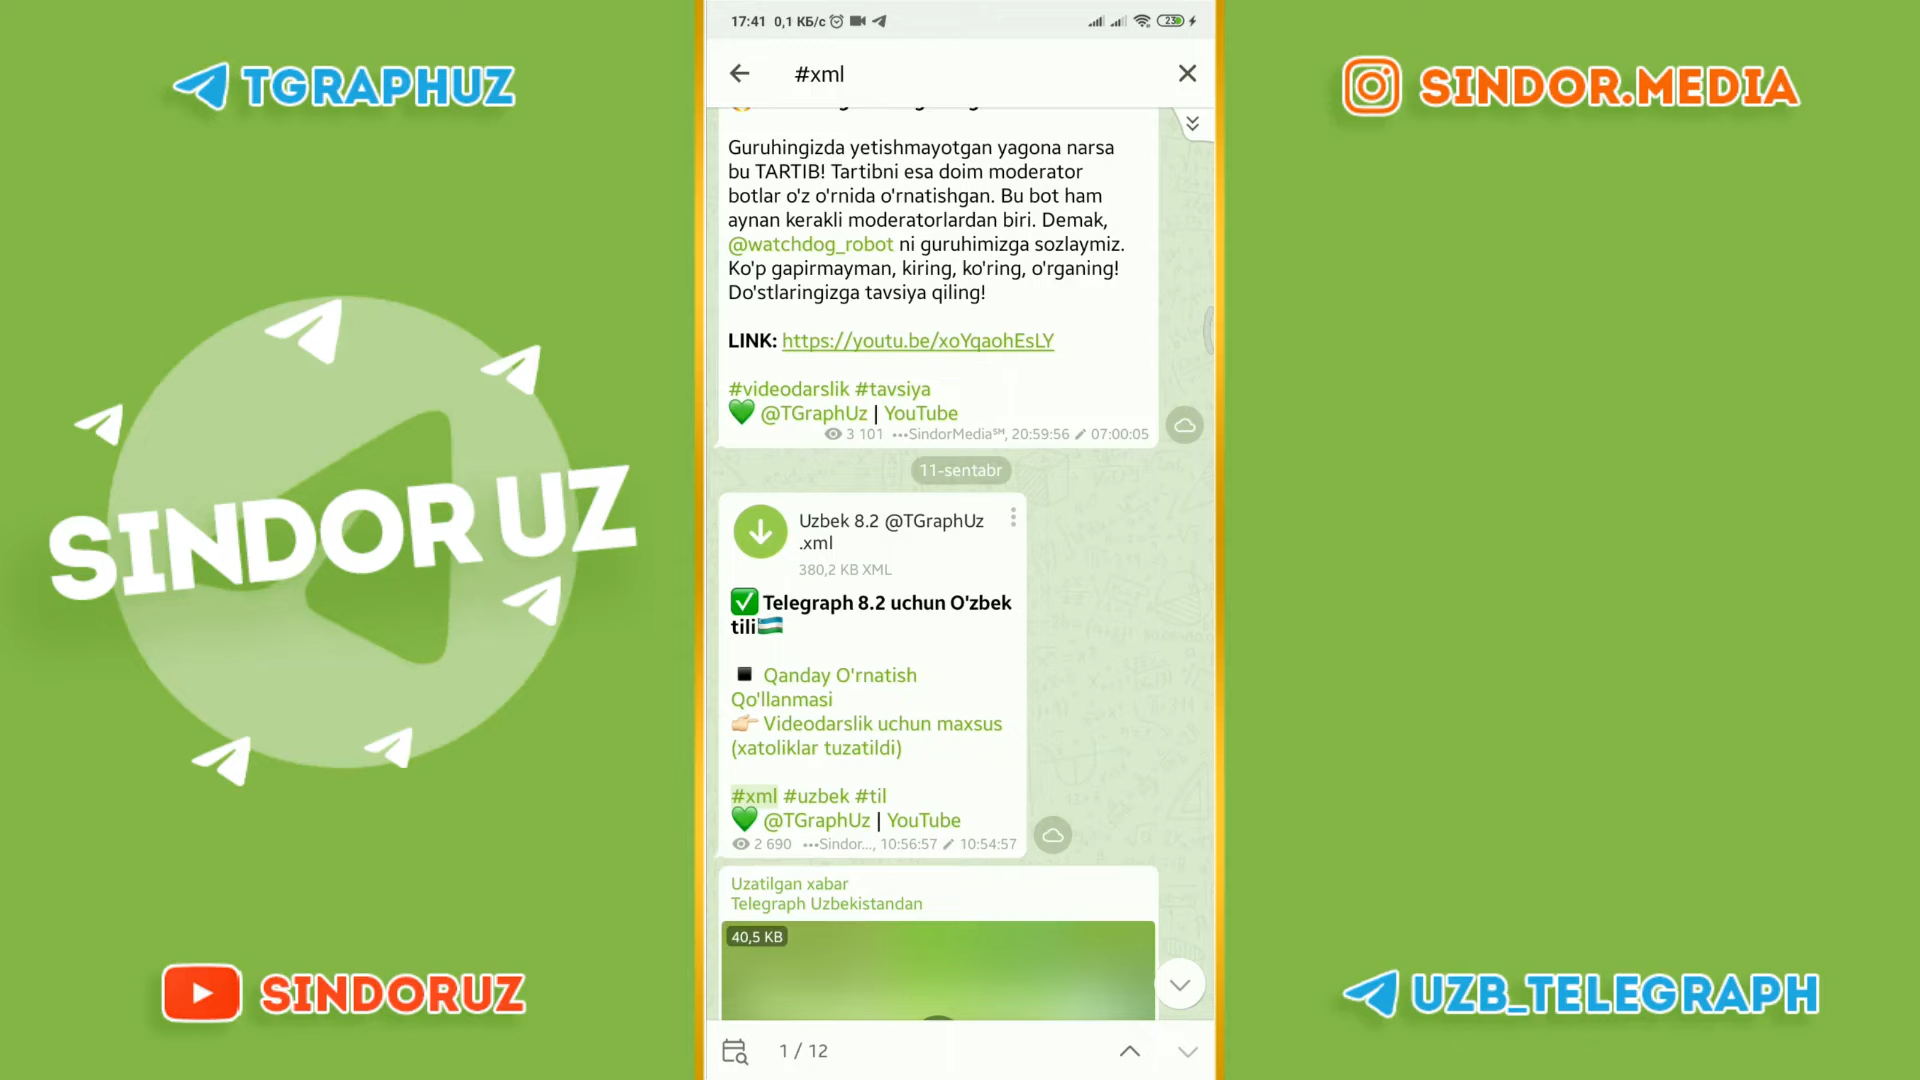 TGRAPHUZ
SINDOR UZ
SINDORUZ
17:41 0,1 КБ/с
23
#xml
Guruhingizda yetishmayotgan yagona narsa
bu TARTIB! Tartibni esa doim moderator
botlar o'z o'rnida o'rnatishgan. Bu bot ham
aynan kerakli moderatorlardan biri. Demak,
@watchdog_robot ni guruhimizga sozlaymiz.
Ko'p gapirmayman, kiring, ko'ring, o'rganing!
Do'stlaringizga tavsiya qiling!
LINK: https://youtu.be/xoYqaohEsLY
#videodarslik #tavsiya
@TGraphUz | YouTube
3 101 •••SindorMedia℠, 20:59:56 07:00:05
11-sentabr
Uzbek 8.2 @TGraphUz
.xml
380,2 KB XML
Telegraph 8.2 uchun O'zbek
tili
Qanday O'rnatish
Qo'llanmasi
Videodarslik uchun maxsus
(xatoliklar tuzatildi)
#xml #uzbek #til
@TGraphUz | YouTube
2 690 •••Sindor..., 10:56:57 10:54:57
Uzatilgan xabar
Telegraph Uzbekistandan
40,5 KB
1 / 12
SINDOR.MEDIA
UZB_TELEGRAPH